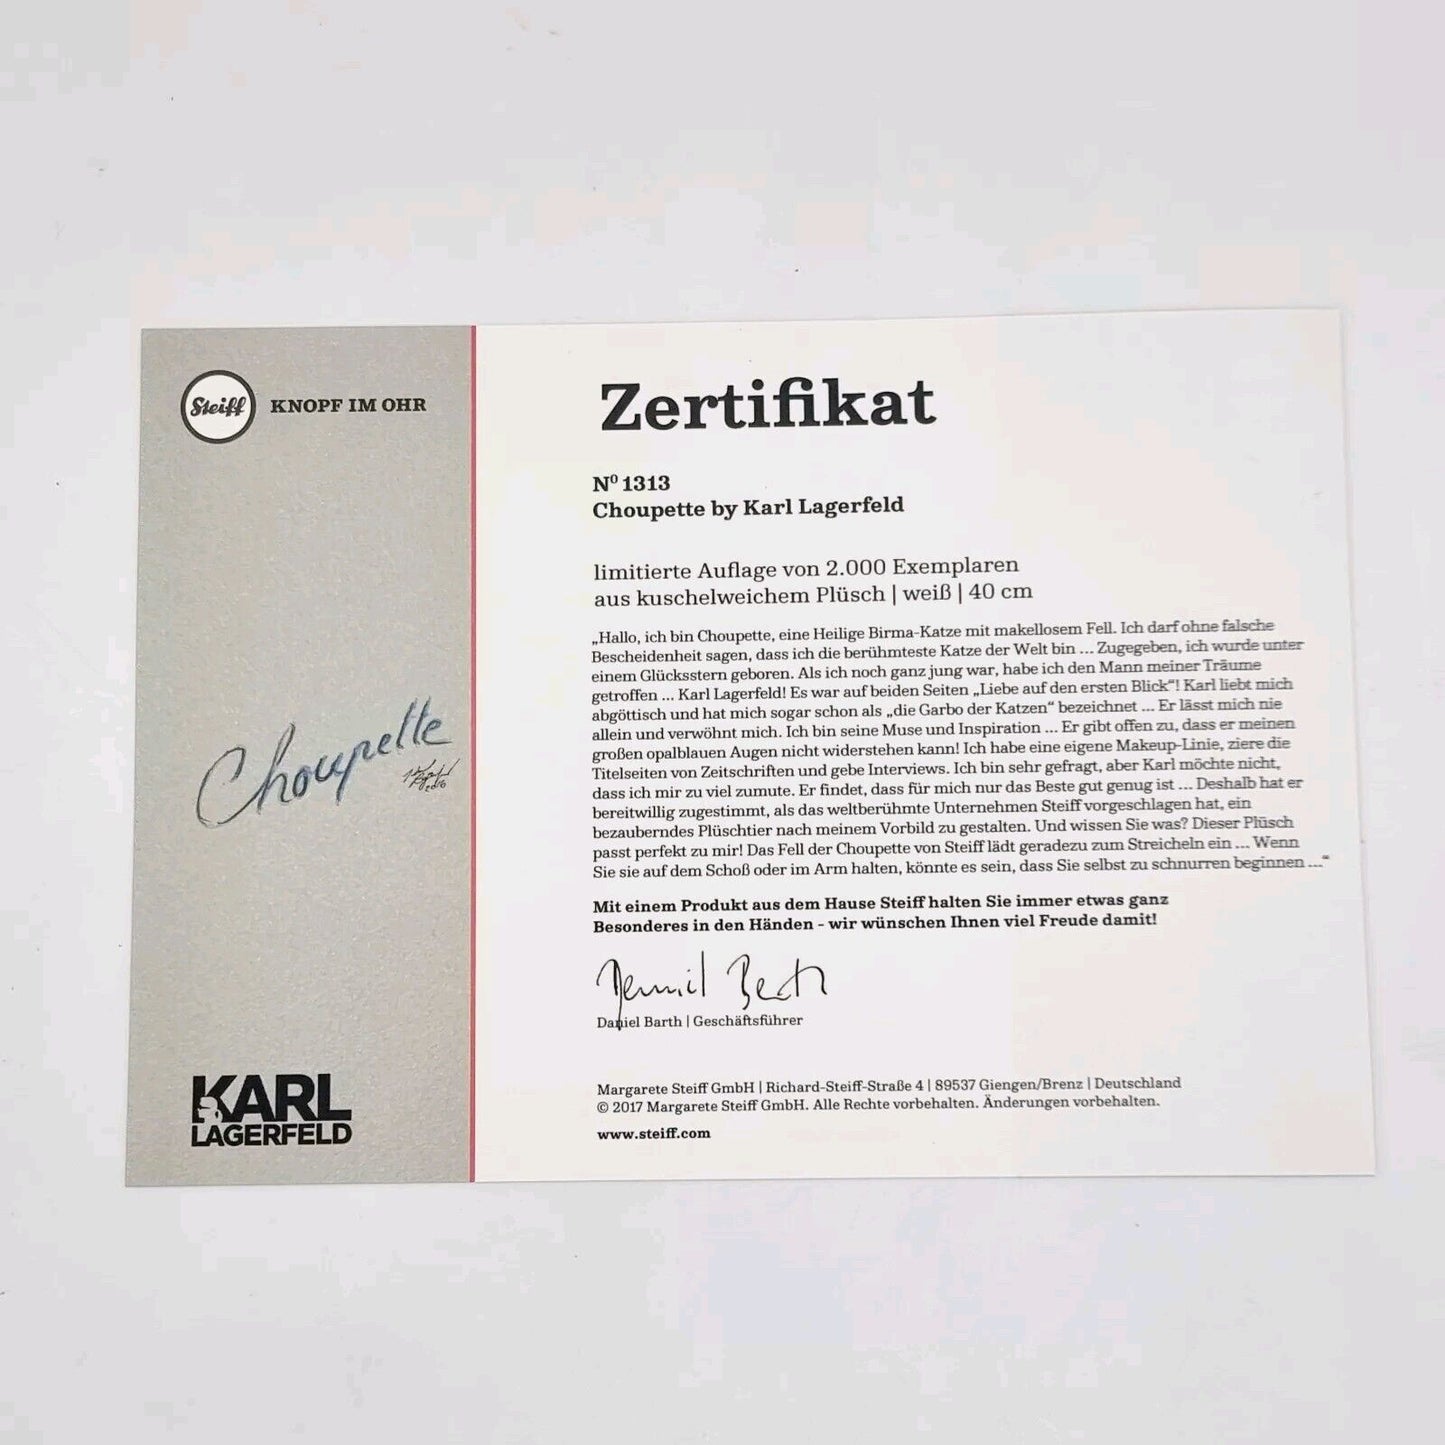 Steiff KNOPF IM OHR
Zertifikat
Nº 1313
Choupette by Karl Lagerfeld
limitierte Auflage von 2.000 Exemplaren
aus kuschelweichem Plüsch | weiß | 40 cm
„Hallo, ich bin Choupette, eine Heilige Birma-Katze mit makellosem Fell. Ich darf ohne falsche
Bescheidenheit sagen, dass ich die berühmteste Katze der Welt bin ... Zugegeben, ich wurde unter
einem Glücksstern geboren. Als ich noch ganz jung war, habe ich den Mann meiner Träume
getroffen ... Karl Lagerfeld! Es war auf beiden Seiten „Liebe auf den ersten Blick“! Karl liebt mich
abgöttisch und hat mich sogar schon als „die Garbo der Katzen“ bezeichnet ... Er lässt mich nie
allein und verwöhnt mich. Ich bin seine Muse und Inspiration ... Er gibt offen zu, dass er meinen
großen opalblauen Augen nicht widerstehen kann! Ich habe eine eigene Makeup-Linie, ziere die
Titelseiten von Zeitschriften und gebe Interviews. Ich bin sehr gefragt, aber Karl möchte nicht,
dass ich mir zu viel zumute. Er findet, dass für mich nur das Beste gut genug ist ... Deshalb hat er
bereitwillig zugestimmt, als das weltberühmte Unternehmen Steiff vorgeschlagen hat, ein
bezauberndes Plüschtier nach meinem Vorbild zu gestalten. Und wissen Sie was? Dieser Plüsch
passt perfekt zu mir! Das Fell der Choupette von Steiff lädt geradezu zum Streicheln ein ... Wenn
Sie sie auf dem Schoß oder im Arm halten, könnte es sein, dass Sie selbst zu schnurren beginnen ...“
Mit einem Produkt aus dem Hause Steiff halten Sie immer etwas ganz
Besonderes in den Händen - wir wünschen Ihnen viel Freude damit!
Daniel Barth | Geschäftsführer
Margarete Steiff GmbH | Richard-Steiff-Straße 4 | 89537 Giengen/Brenz | Deutschland
© 2017 Margarete Steiff GmbH. Alle Rechte vorbehalten. Änderungen vorbehalten.
www.steiff.com
Choupette
KARL
LAGERFELD